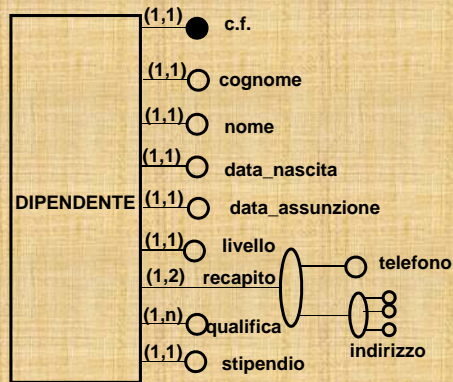 (1,1) c.f.
(1,1) cognome
(1,1) nome
(1,1) data_nascita
DIPENDENTE (1,1) data_assunzione
(1,1) livello
(1,2) recapito telefono
(1,n) qualifica indirizzo
(1,1) stipendio